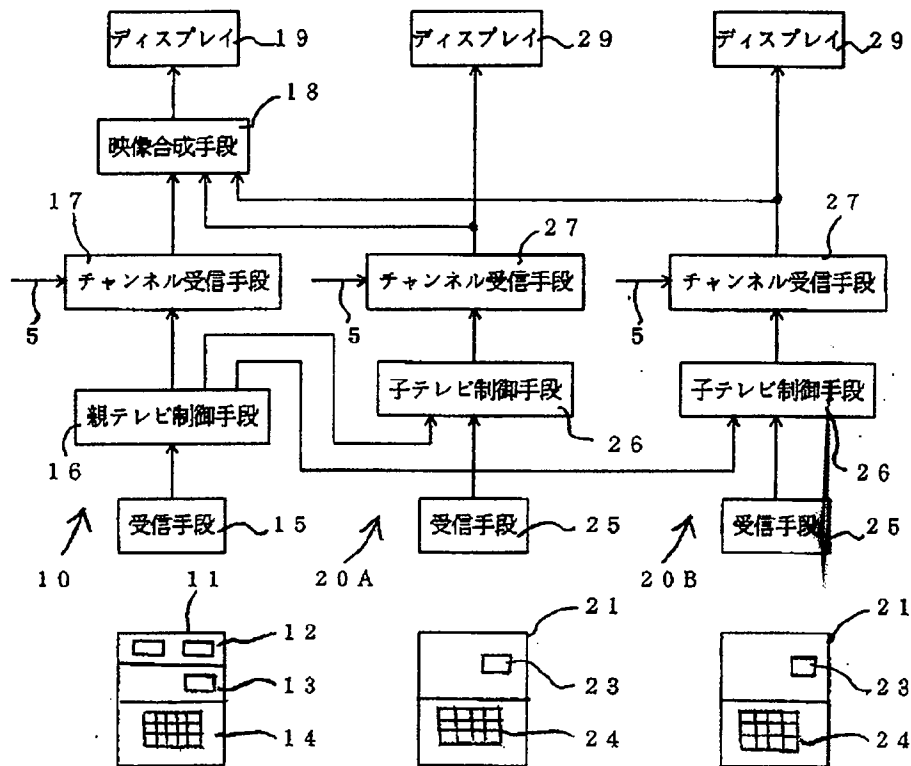 ディスプレイ 19 ディスプレイ 29 ディスプレイ 29
18
映像合成手段
17 27 27
チャンネル受信手段 チャンネル受信手段 チャンネル受信手段
5 5 5
親テレビ制御手段 子テレビ制御手段 子テレビ制御手段
16 26 26
受信手段 15 受信手段 25 受信手段 25
10 20A 20B
11 21 21
12
13 23 23
14 24 24